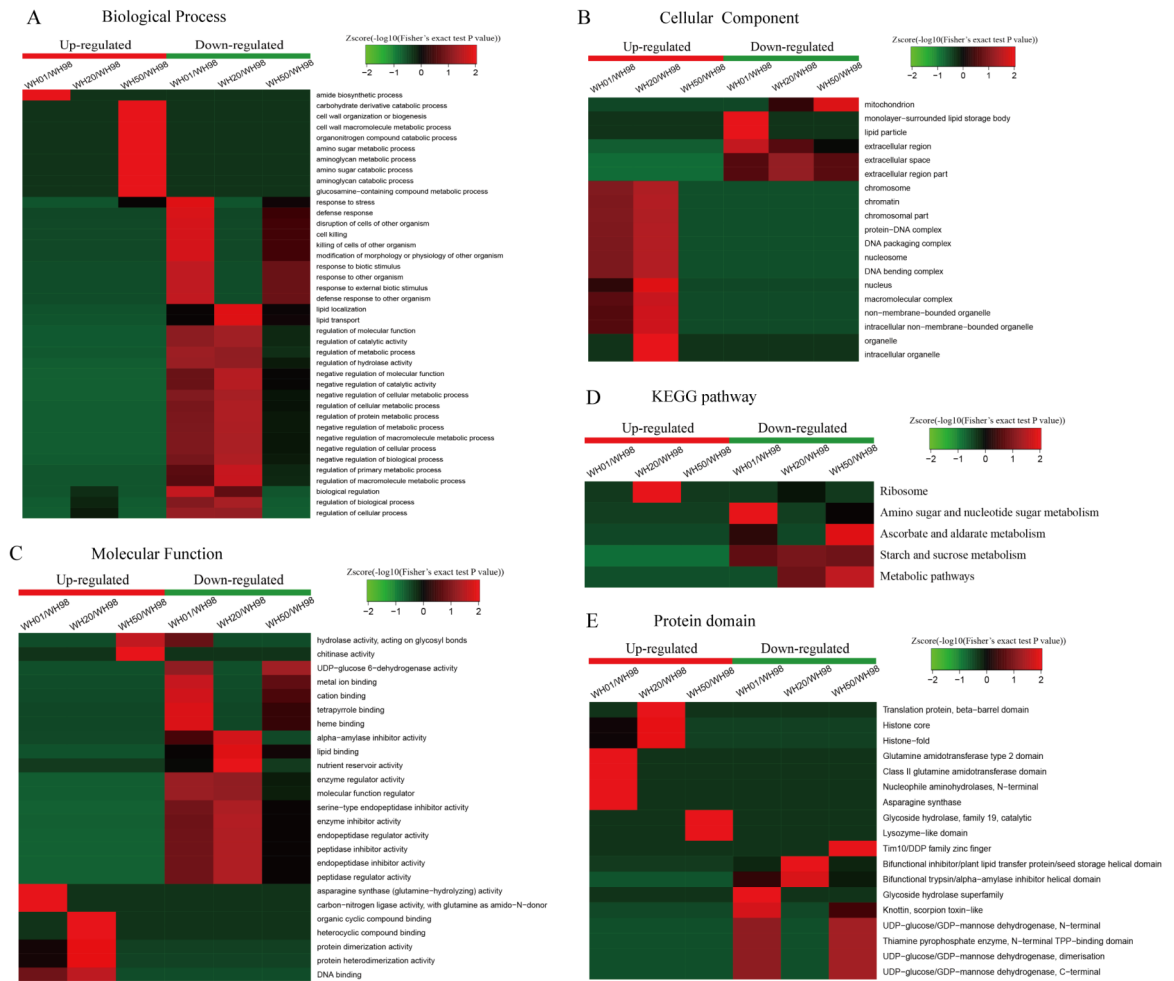 A
Biological Process
Up-regulated
Down-regulated
Zscore(-log10(Fisher's exact test P value))
−2 −1 0 1 2
WH01/WH98
WH20/WH98
WH50/WH98
WH01/WH98
WH20/WH98
WH50/WH98
amide biosynthetic process
carbohydrate derivative catabolic process
cell wall organization or biogenesis
cell wall macromolecule metabolic process
organonitrogen compound catabolic process
amino sugar metabolic process
aminoglycan metabolic process
amino sugar catabolic process
aminoglycan catabolic process
glucosamine−containing compound metabolic process
response to stress
defense response
disruption of cells of other organism
cell killing
killing of cells of other organism
modification of morphology or physiology of other organism
response to biotic stimulus
response to other organism
response to external biotic stimulus
defense response to other organism
lipid localization
lipid transport
regulation of molecular function
regulation of catalytic activity
regulation of metabolic process
regulation of hydrolase activity
negative regulation of molecular function
negative regulation of catalytic activity
negative regulation of cellular metabolic process
regulation of cellular metabolic process
regulation of protein metabolic process
negative regulation of metabolic process
negative regulation of macromolecule metabolic process
negative regulation of cellular process
negative regulation of biological process
regulation of primary metabolic process
regulation of macromolecule metabolic process
biological regulation
regulation of biological process
regulation of cellular process
B
Cellular Component
Up-regulated
Down-regulated
Zscore(-log10(Fisher's exact test P value))
−2 −1 0 1 2
WH01/WH98
WH20/WH98
WH50/WH98
WH01/WH98
WH20/WH98
WH50/WH98
mitochondrion
monolayer−surrounded lipid storage body
lipid particle
extracellular region
extracellular space
extracellular region part
chromosome
chromatin
chromosomal part
protein−DNA complex
DNA packaging complex
nucleosome
DNA bending complex
nucleus
macromolecular complex
non−membrane−bounded organelle
intracellular non−membrane−bounded organelle
organelle
intracellular organelle
C
Molecular Function
Up-regulated
Down-regulated
Zscore(-log10(Fisher's exact test P value))
−2 −1 0 1 2
WH01/WH98
WH20/WH98
WH50/WH98
WH01/WH98
WH20/WH98
WH50/WH98
hydrolase activity, acting on glycosyl bonds
chitinase activity
UDP−glucose 6−dehydrogenase activity
metal ion binding
cation binding
tetrapyrrole binding
heme binding
alpha−amylase inhibitor activity
lipid binding
nutrient reservoir activity
enzyme regulator activity
molecular function regulator
serine−type endopeptidase inhibitor activity
enzyme inhibitor activity
endopeptidase regulator activity
peptidase inhibitor activity
endopeptidase inhibitor activity
peptidase regulator activity
asparagine synthase (glutamine−hydrolyzing) activity
carbon−nitrogen ligase activity, with glutamine as amido−N−donor
organic cyclic compound binding
heterocyclic compound binding
protein dimerization activity
protein heterodimerization activity
DNA binding
D
KEGG pathway
Up-regulated
Down-regulated
Zscore(-log10(Fisher's exact test P value))
−2 −1 0 1 2
WH01/WH98
WH20/WH98
WH50/WH98
WH01/WH98
WH20/WH98
WH50/WH98
Ribosome
Amino sugar and nucleotide sugar metabolism
Ascorbate and aldarate metabolism
Starch and sucrose metabolism
Metabolic pathways
E
Protein domain
Up-regulated
Down-regulated
Zscore(-log10(Fisher's exact test P value))
−2 −1 0 1 2
WH01/WH98
WH20/WH98
WH50/WH98
WH01/WH98
WH20/WH98
WH50/WH98
Translation protein, beta−barrel domain
Histone core
Histone−fold
Glutamine amidotransferase type 2 domain
Class II glutamine amidotransferase domain
Nucleophile aminohydrolases, N−terminal
Asparagine synthase
Glycoside hydrolase, family 19, catalytic
Lysozyme−like domain
Tim10/DDP family zinc finger
Bifunctional inhibitor/plant lipid transfer protein/seed storage helical domain
Bifunctional trypsin/alpha−amylase inhibitor helical domain
Glycoside hydrolase superfamily
Knottin, scorpion toxin−like
UDP−glucose/GDP−mannose dehydrogenase, N−terminal
Thiamine pyrophosphate enzyme, N−terminal TPP−binding domain
UDP−glucose/GDP−mannose dehydrogenase, dimerisation
UDP−glucose/GDP−mannose dehydrogenase, C−terminal